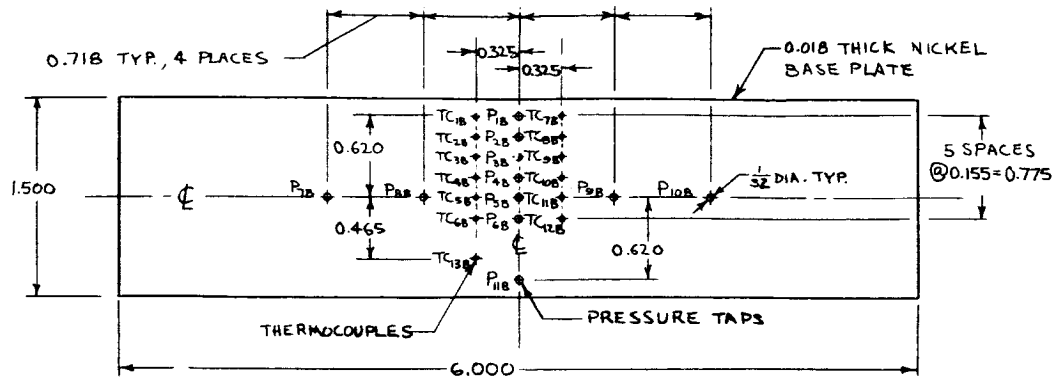 0.718 TYP., 4 PLACES
0.325
0.325
0.018 THICK NICKEL
BASE PLATE
1.500
0.620
TC1B P1B TC7B
TC2B P2B TC8B
TC3B P3B TC9B
TC4B P4B TC10B
P7B P8B TC5B P5B TC11B P9B P10B
TC6B P6B TC12B
1/32 DIA. TYP.
5 SPACES
@0.155=0.775
℄
0.465
℄
0.620
TC13B
P11B
THERMOCOUPLES
PRESSURE TAPS
6.000